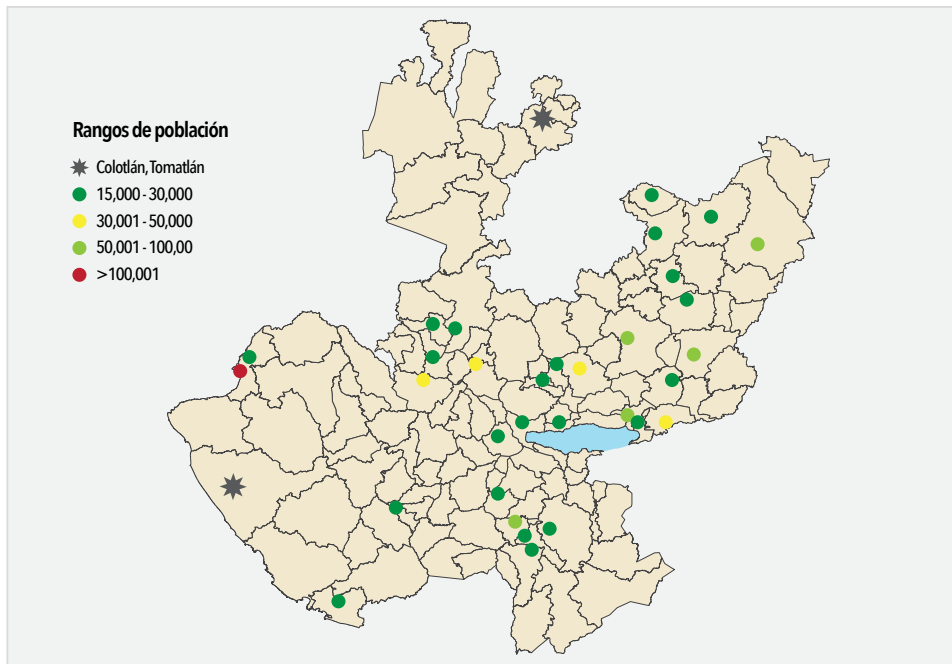 Rangos de población
Colotlán, Tomatlán
15,000 - 30,000
30,001 - 50,000
50,001 - 100,00
>100,001